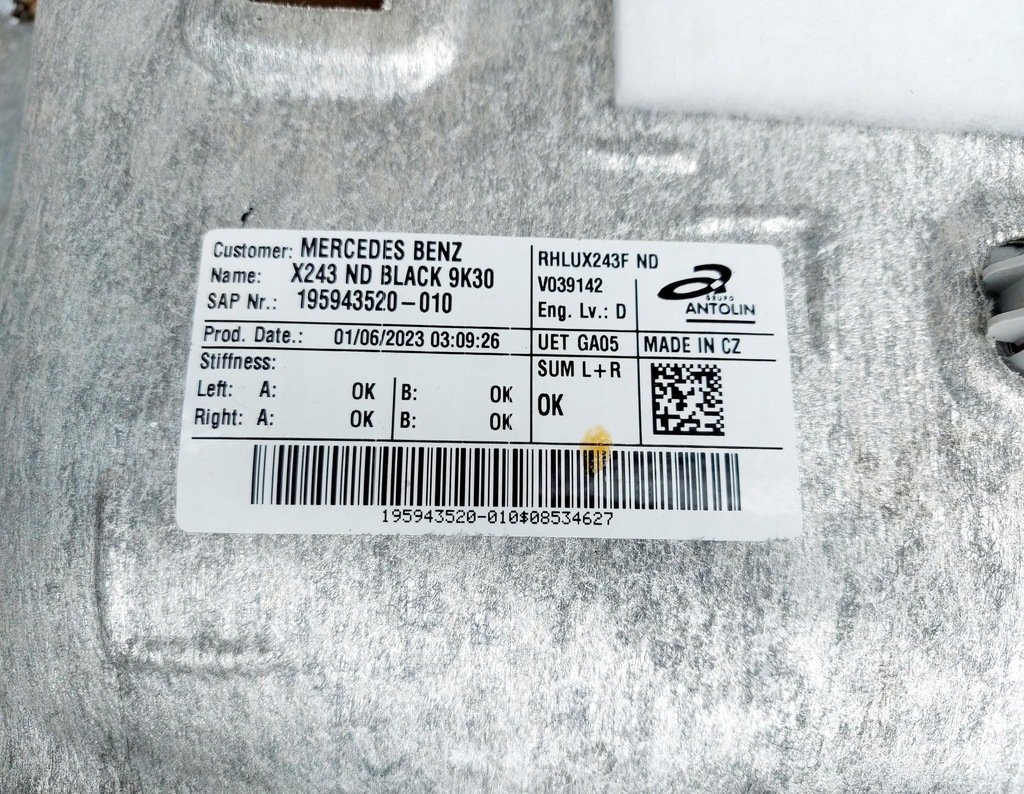 Customer: MERCEDES BENZ
Name: X243 ND BLACK 9K30
SAP Nr.: 195943520-010
RHLUX243F ND
V039142
Eng. Lv.: D
GRUPO
ANTOLIN
Prod. Date.: 01/06/2023 03:09:26
UET GA05
MADE IN CZ
Stiffness:
Left: A: OK B: OK
Right: A: OK B: OK
SUM L+R
OK
195943520-010$08534627